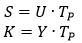 S = U · T_P
K = Y · T_P